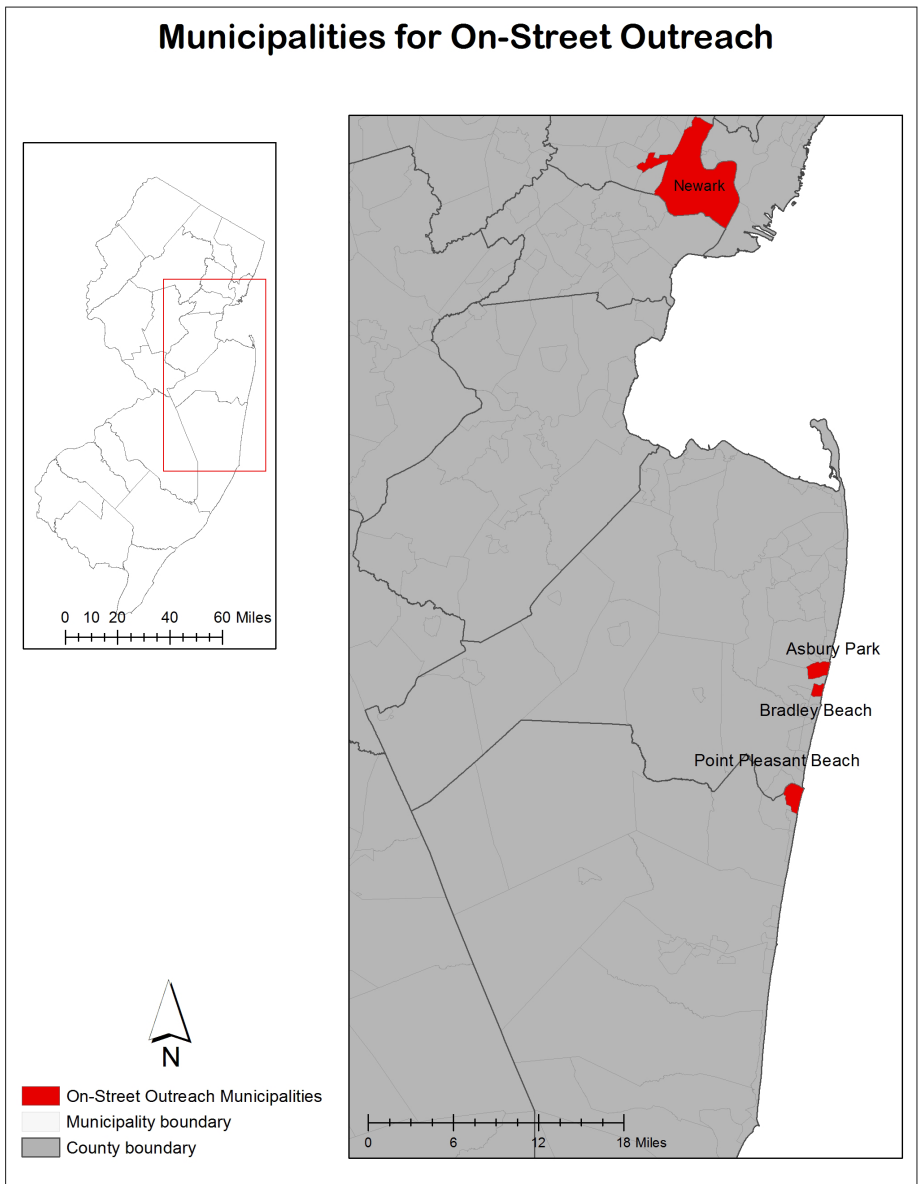 Municipalities for On-Street Outreach
Newark
Asbury Park
Bradley Beach
Point Pleasant Beach
0 10 20 40 60 Miles
N
On-Street Outreach Municipalities
Municipality boundary
County boundary
0 6 12 18 Miles